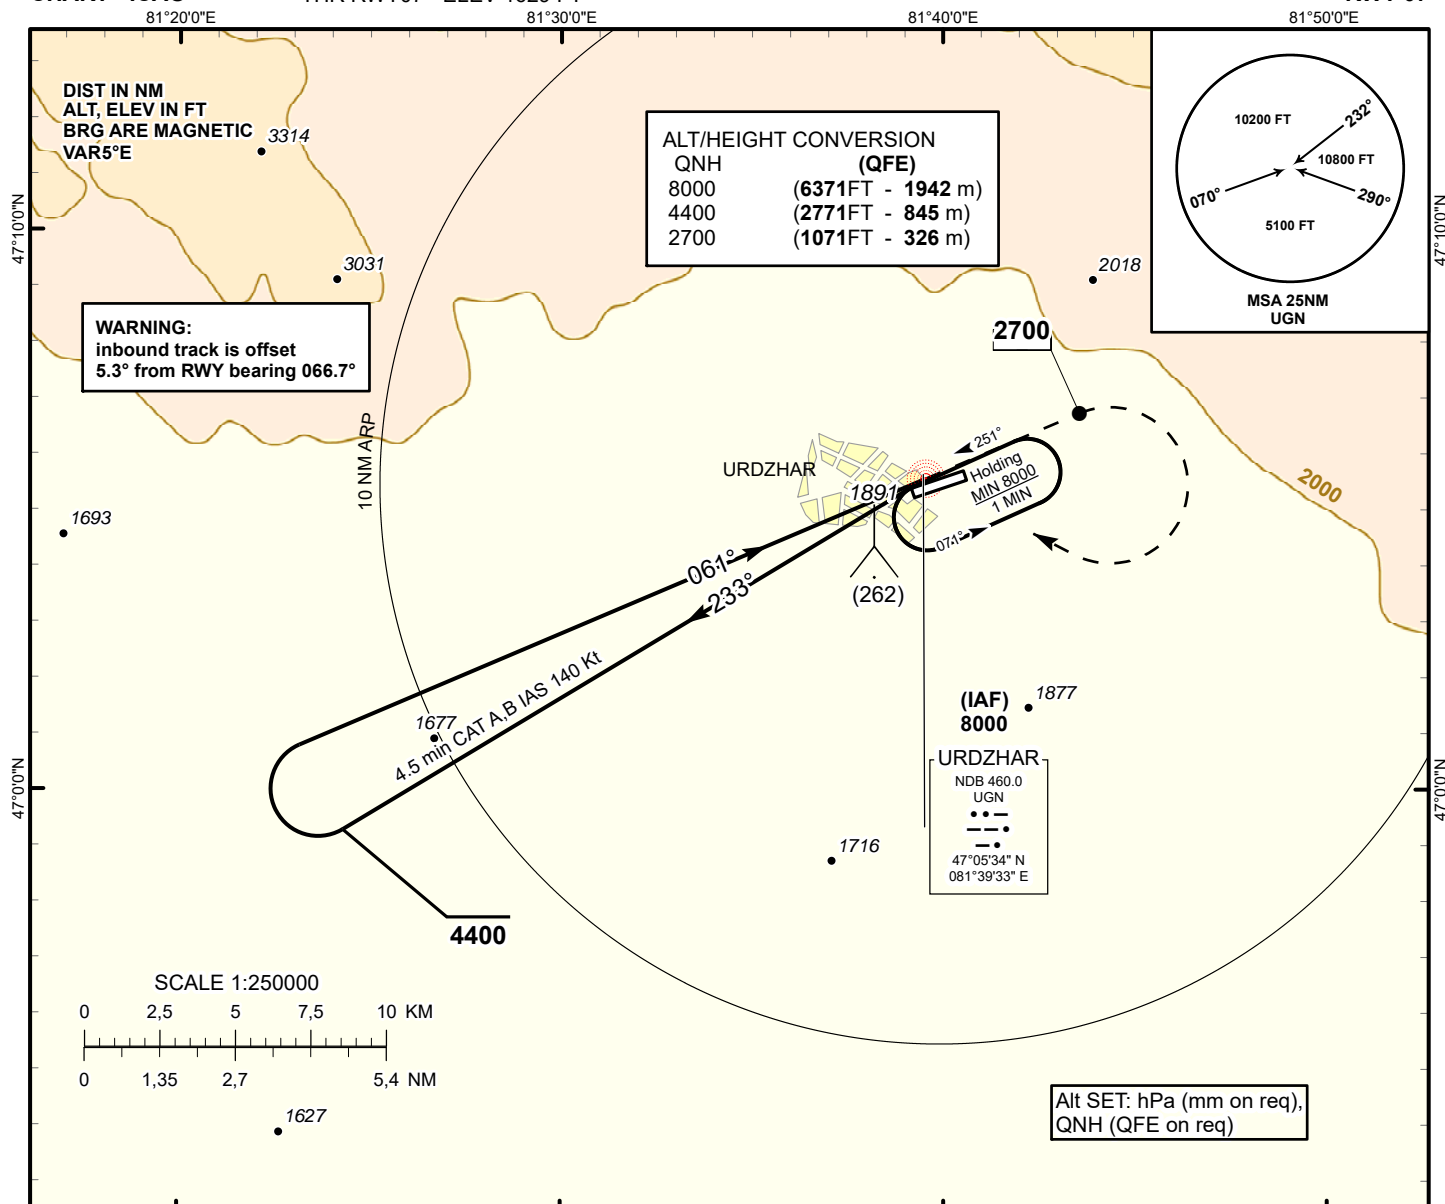 81°20'0"E
81°30'0"E
81°40'0"E
81°50'0"E
DIST IN NM
ALT, ELEV IN FT
BRG ARE MAGNETIC
VAR5°E
3314
ALT/HEIGHT CONVERSION
QNH (QFE)
8000 (6371FT - 1942 m)
4400 (2771FT - 845 m)
2700 (1071FT - 326 m)
10200 FT
232°
10800 FT
070°
290°
5100 FT
MSA 25NM
UGN
47°10'0"N
47°10'0"N
3031
2018
WARNING:
inbound track is offset
5.3° from RWY bearing 066.7°
2700
10 NM ARP
URDZHAR
1891
251°
Holding
MIN 8000
1 MIN
071°
2000
1693
061°
233°
(262)
4.5 min CAT A,B IAS 140 Kt
1677
(IAF)
8000
1877
URDZHAR
NDB 460.0
UGN
47°05'34" N
081°39'33" E
47°0'0"N
47°0'0"N
1716
4400
SCALE 1:250000
0 2,5 5 7,5 10 KM
0 1,35 2,7 5,4 NM
1627
Alt SET: hPa (mm on req),
QNH (QFE on req)